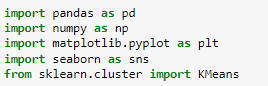 import pandas as pd
import numpy as np
import matplotlib.pyplot as plt
import seaborn as sns
from sklearn.cluster import KMeans